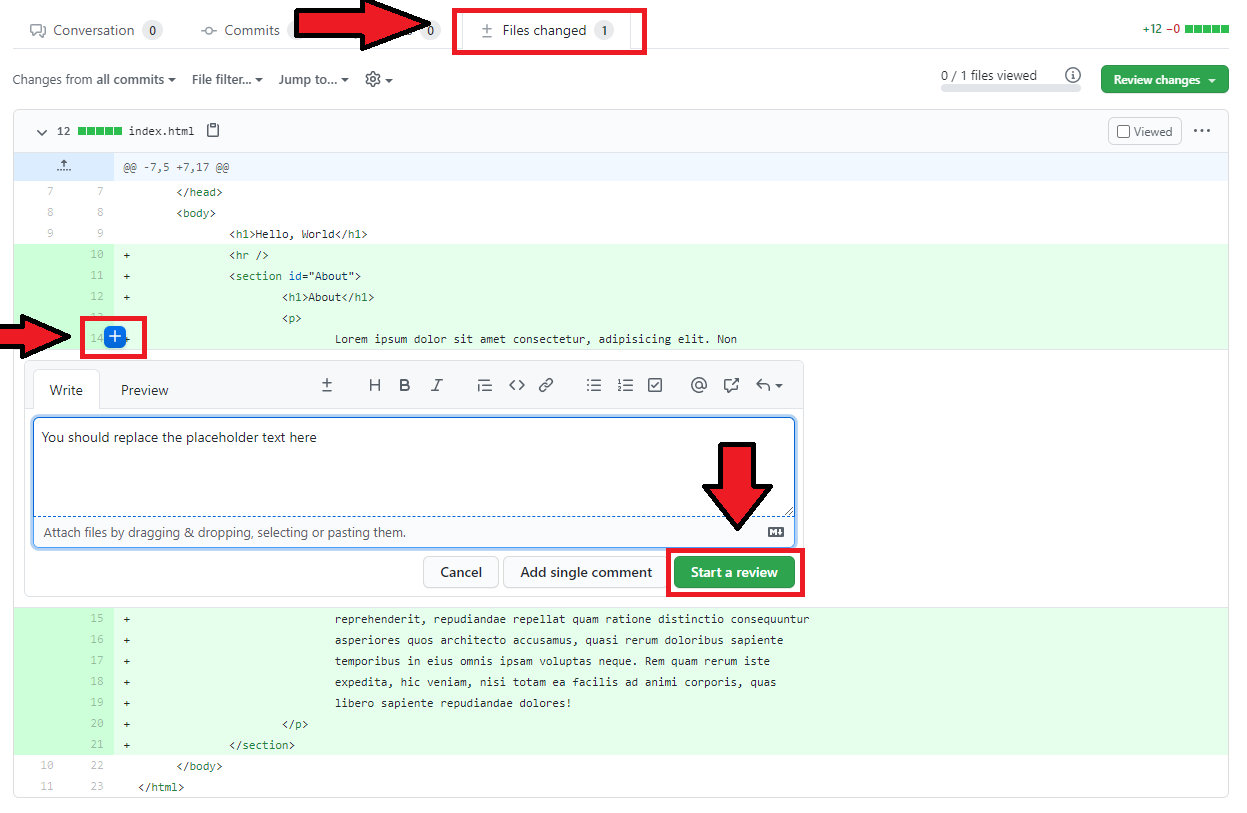 Conversation 0 Commits 0 Files changed 1 +12 −0
Changes from all commits File filter... Jump to... 0 / 1 files viewed Review changes
12 index.html Viewed
@@ -7,5 +7,17 @@
7 7 </head>
8 8 <body>
9 9 <h1>Hello, World</h1>
10 + <hr />
11 + <section id="About">
12 + <h1>About</h1>
<p>
14 + Lorem ipsum dolor sit amet consectetur, adipisicing elit. Non
Write Preview
You should replace the placeholder text here
Attach files by dragging & dropping, selecting or pasting them.
Cancel Add single comment Start a review
15 + reprehenderit, repudiandae repellat quam ratione distinctio consequuntur
16 + asperiores quos architecto accusamus, quasi rerum doloribus sapiente
17 + temporibus in eius omnis ipsam voluptas neque. Rem quam rerum iste
18 + expedita, hic veniam, nisi totam ea facilis ad animi corporis, quas
19 + libero sapiente repudiandae dolores!
20 + </p>
21 + </section>
10 22 </body>
11 23 </html>